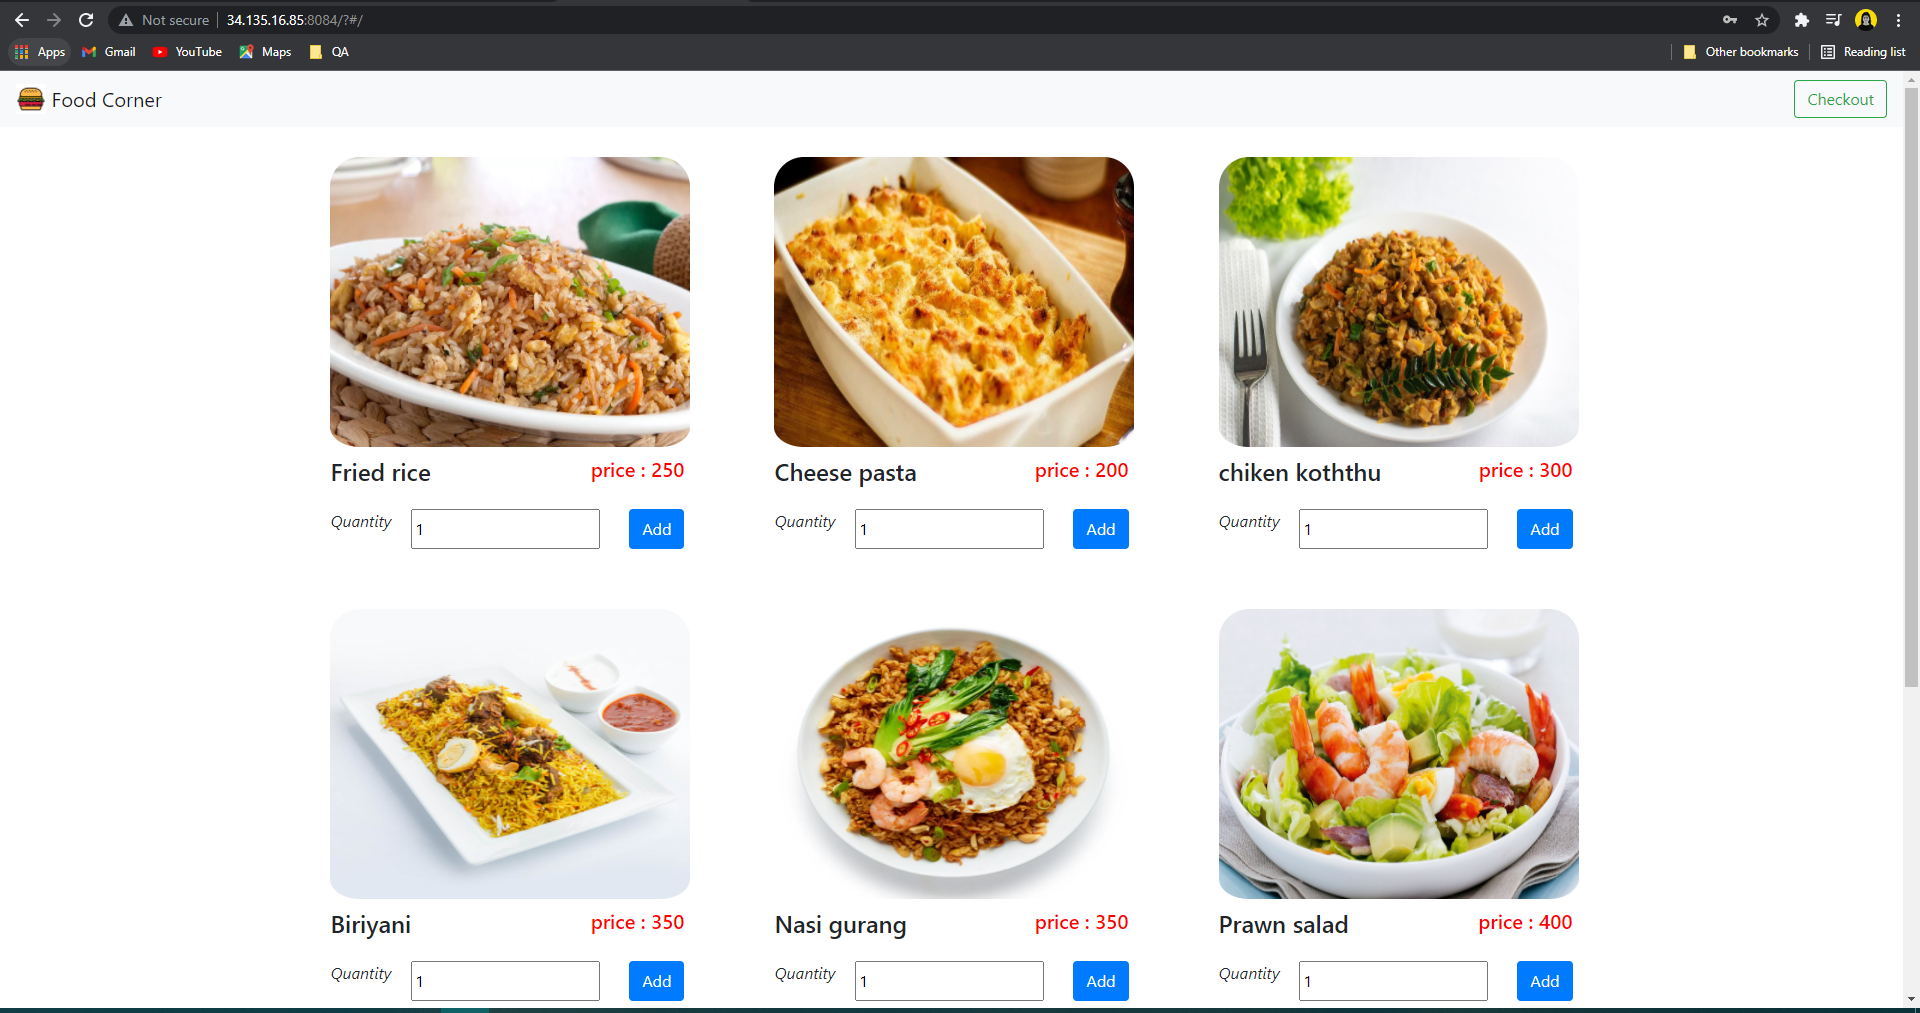 Not secure 34.135.16.85:8084/?#/
Apps Gmail YouTube Maps QA Other bookmarks Reading list
Food Corner Checkout
Fried rice price : 250 Cheese pasta price : 200 chiken koththu price : 300
Quantity 1 Add Quantity 1 Add Quantity 1 Add
Biriyani price : 350 Nasi gurang price : 350 Prawn salad price : 400
Quantity 1 Add Quantity 1 Add Quantity 1 Add